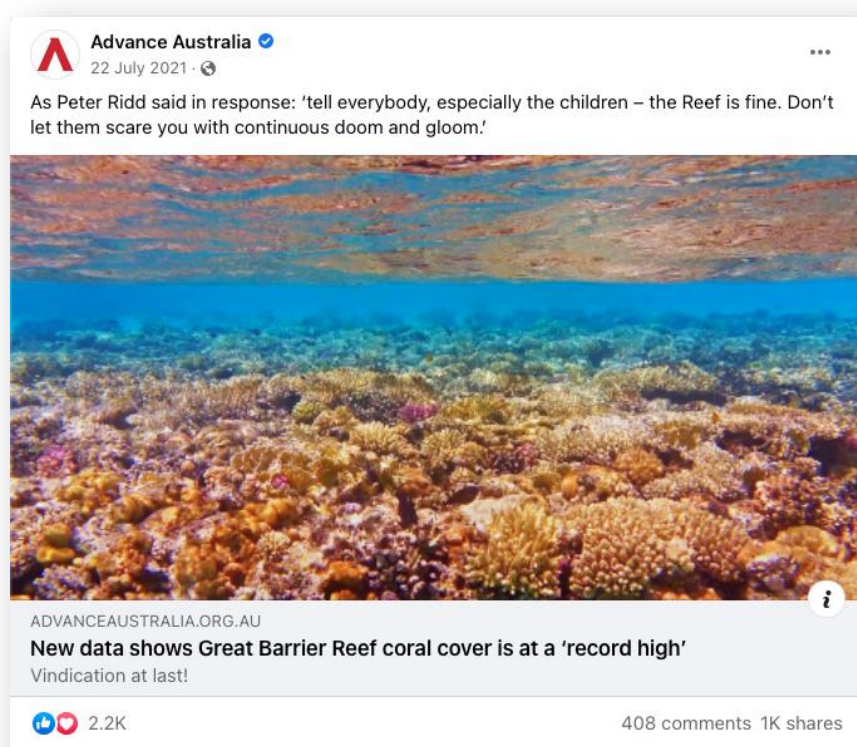 Advance Australia
22 July 2021 ·
As Peter Ridd said in response: ‘tell everybody, especially the children – the Reef is fine. Don’t
let them scare you with continuous doom and gloom.’
i
ADVANCEAUSTRALIA.ORG.AU
New data shows Great Barrier Reef coral cover is at a ‘record high’
Vindication at last!
2.2K
408 comments 1K shares